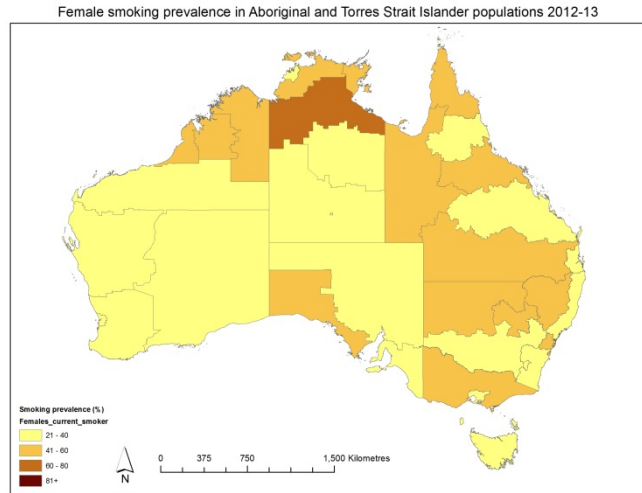 Female smoking prevalence in Aboriginal and Torres Strait Islander populations 2012-13
Smoking prevalence (%)
Females_current_smoker
21 - 40
41 - 60
60 - 80
81+
N
0 375 750 1,500 Kilometres